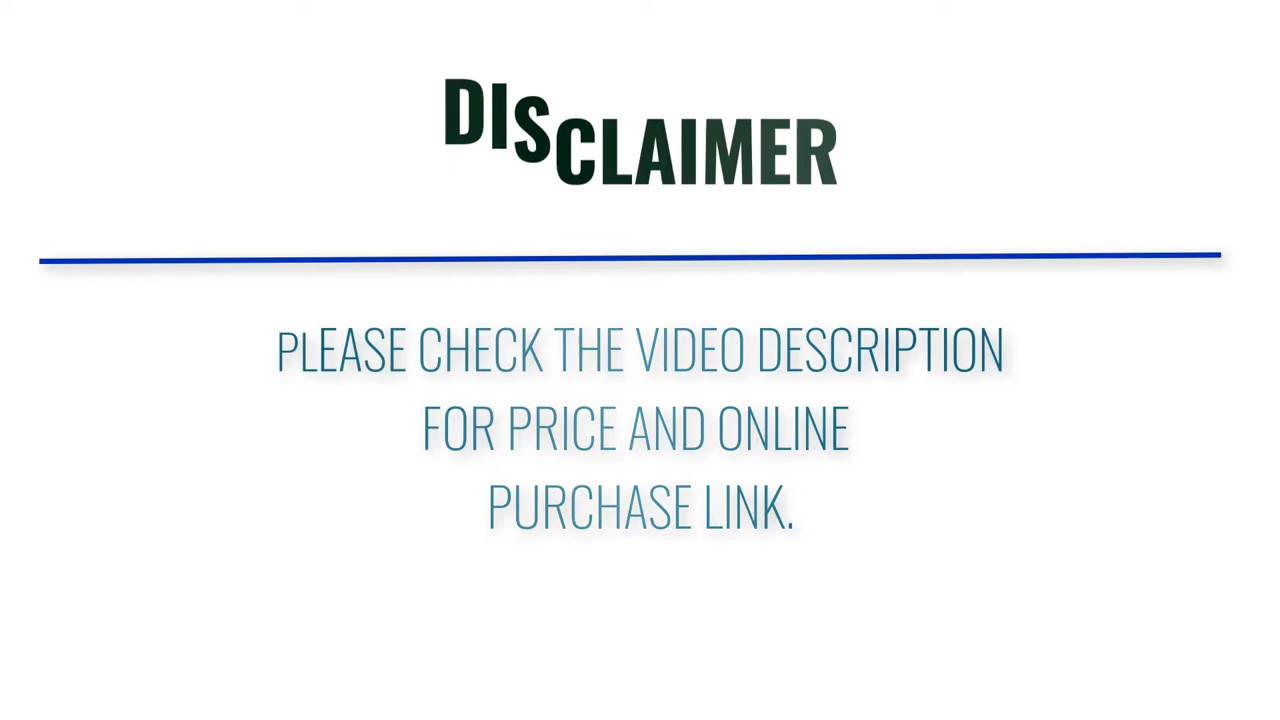 DISCLAIMER
PLEASE CHECK THE VIDEO DESCRIPTION
FOR PRICE AND ONLINE
PURCHASE LINK.